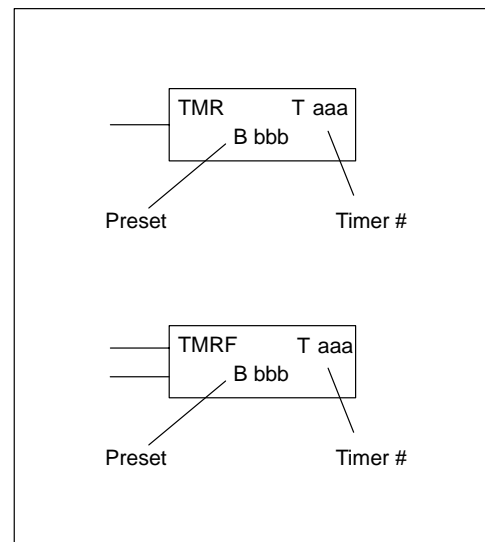 TMR T aaa
B bbb
Preset Timer #
TMRF T aaa
B bbb
Preset Timer #